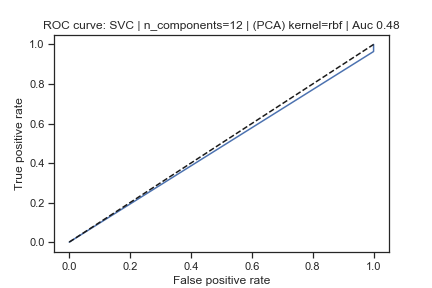 ROC curve: SVC | n_components=12 | (PCA) kernel=rbf | Auc 0.48
1.0
0.8
0.6
0.4
0.2
0.0
True positive rate
0.0 0.2 0.4 0.6 0.8 1.0
False positive rate